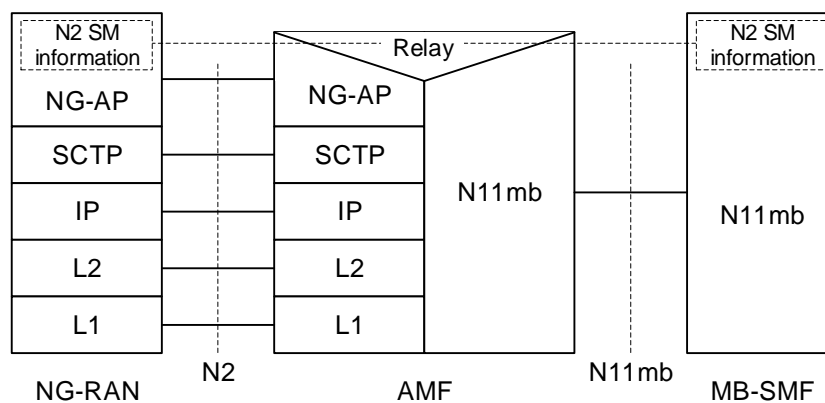 N2 SM
information
NG-AP
SCTP
IP
L2
L1
NG-RAN
N2
Relay
NG-AP
SCTP
IP
L2
L1
N11mb
AMF
N11mb
N2 SM
information
N11mb
MB-SMF